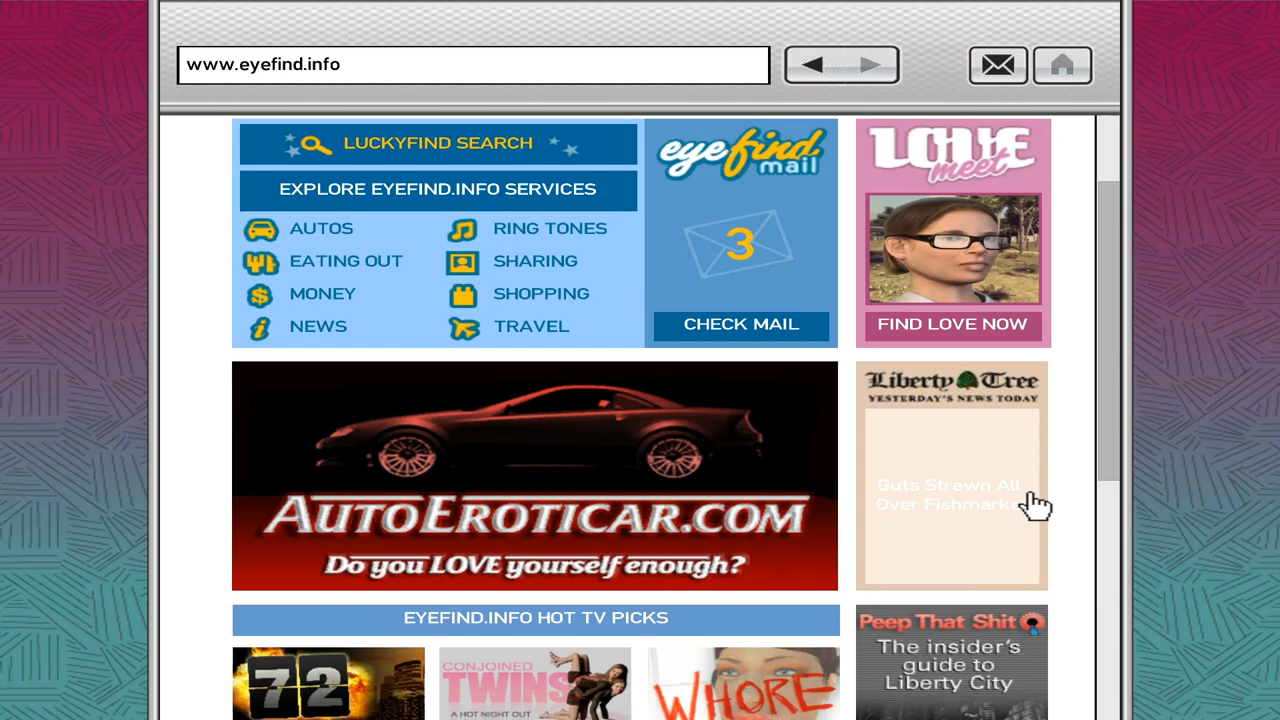 www.eyefind.info
LUCKYFIND SEARCH
EXPLORE EYEFIND.INFO SERVICES
AUTOS
RING TONES
EATING OUT
SHARING
MONEY
SHOPPING
NEWS
TRAVEL
eyefind
mail
3
CHECK MAIL
LOVE
meet
FIND LOVE NOW
AUTOEROTICAR.COM
Do you LOVE yourself enough?
Liberty Tree
YESTERDAY'S NEWS TODAY
Guts Strewn All
Over
EYEFIND.INFO HOT TV PICKS
72
CONJOINED
TWINS
A HOT NIGHT OUT
WHORE
Peep That Shit
The insider's
guide to
Liberty City